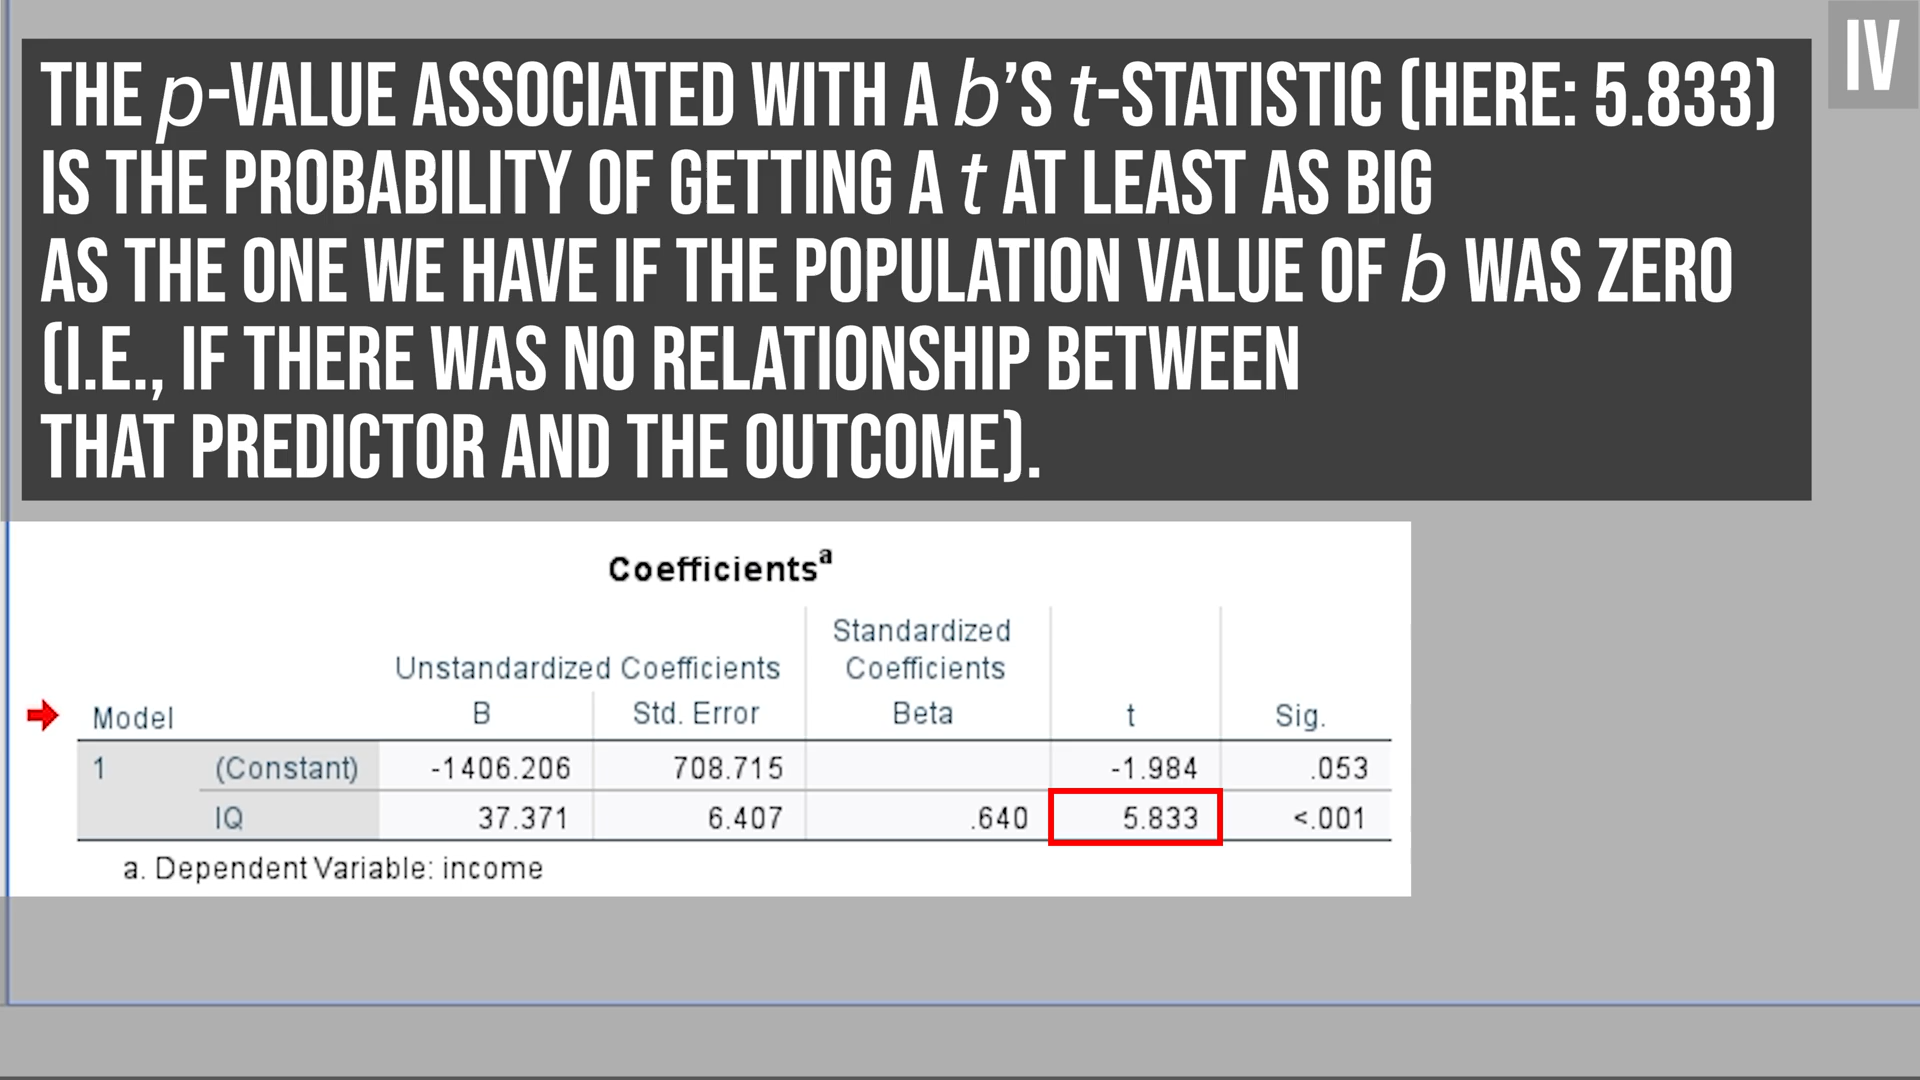 IV
THE p-VALUE ASSOCIATED WITH A b'S t-STATISTIC (HERE: 5.833)
IS THE PROBABILITY OF GETTING A t AT LEAST AS BIG
AS THE ONE WE HAVE IF THE POPULATION VALUE OF b WAS ZERO
(I.E., IF THERE WAS NO RELATIONSHIP BETWEEN
THAT PREDICTOR AND THE OUTCOME).
Coefficientsª
Unstandardized Coefficients Standardized Coefficients
Model B Std. Error Beta t Sig.
1 (Constant) -1406.206 708.715 -1.984 .053
IQ 37.371 6.407 .640 5.833 <.001
a. Dependent Variable: income